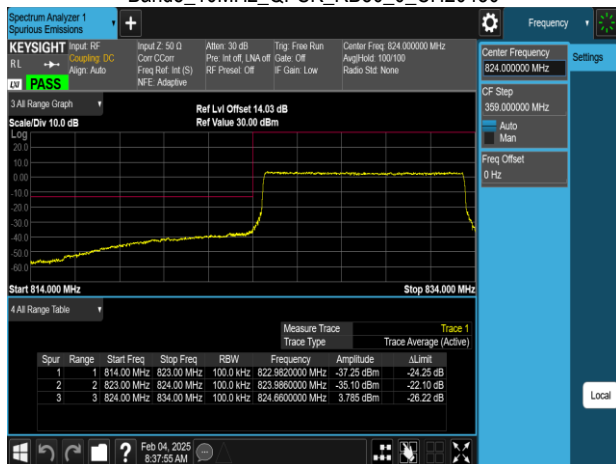 Spectrum Analyzer 1
Spurious Emissions
+
Frequency
KEYSIGHT Input: RF
RL
Coupling: DC
Align: Auto
LXI PASS
Input Z: 50 Ω
Corr CCorr
Freq Ref: Int (S)
NFE: Adaptive
Atten: 30 dB
Pre: Int off, LNA off
RF Preset: Off
Trig: Free Run
Gate: Off
IF Gain: Low
Center Freq: 824.000000 MHz
Avg|Hold: 100/100
Radio Std: None
Center Frequency
824.000000 MHz
Settings
CF Step
359.000000 MHz
Auto
Man
Freq Offset
0 Hz
3 All Range Graph
Scale/Div 10.0 dB
Ref Lvl Offset 14.03 dB
Ref Value 30.00 dBm
Log
20.0
10.0
0.00
-10.0
-20.0
-30.0
-40.0
-50.0
-60.0
Start 814.000 MHz
Stop 834.000 MHz
4 All Range Table
Measure Trace Trace 1
Trace Type Trace Average (Active)
Spur Range Start Freq Stop Freq RBW Frequency Amplitude ΔLimit
1 1 814.00 MHz 823.00 MHz 100.0 kHz 822.9820000 MHz -37.25 dBm -24.25 dB
2 2 823.00 MHz 824.00 MHz 100.0 kHz 823.9860000 MHz -35.10 dBm -22.10 dB
3 3 824.00 MHz 834.00 MHz 100.0 kHz 824.6600000 MHz 3.785 dBm -26.22 dB
Local
?
Feb 04, 2025
8:37:55 AM